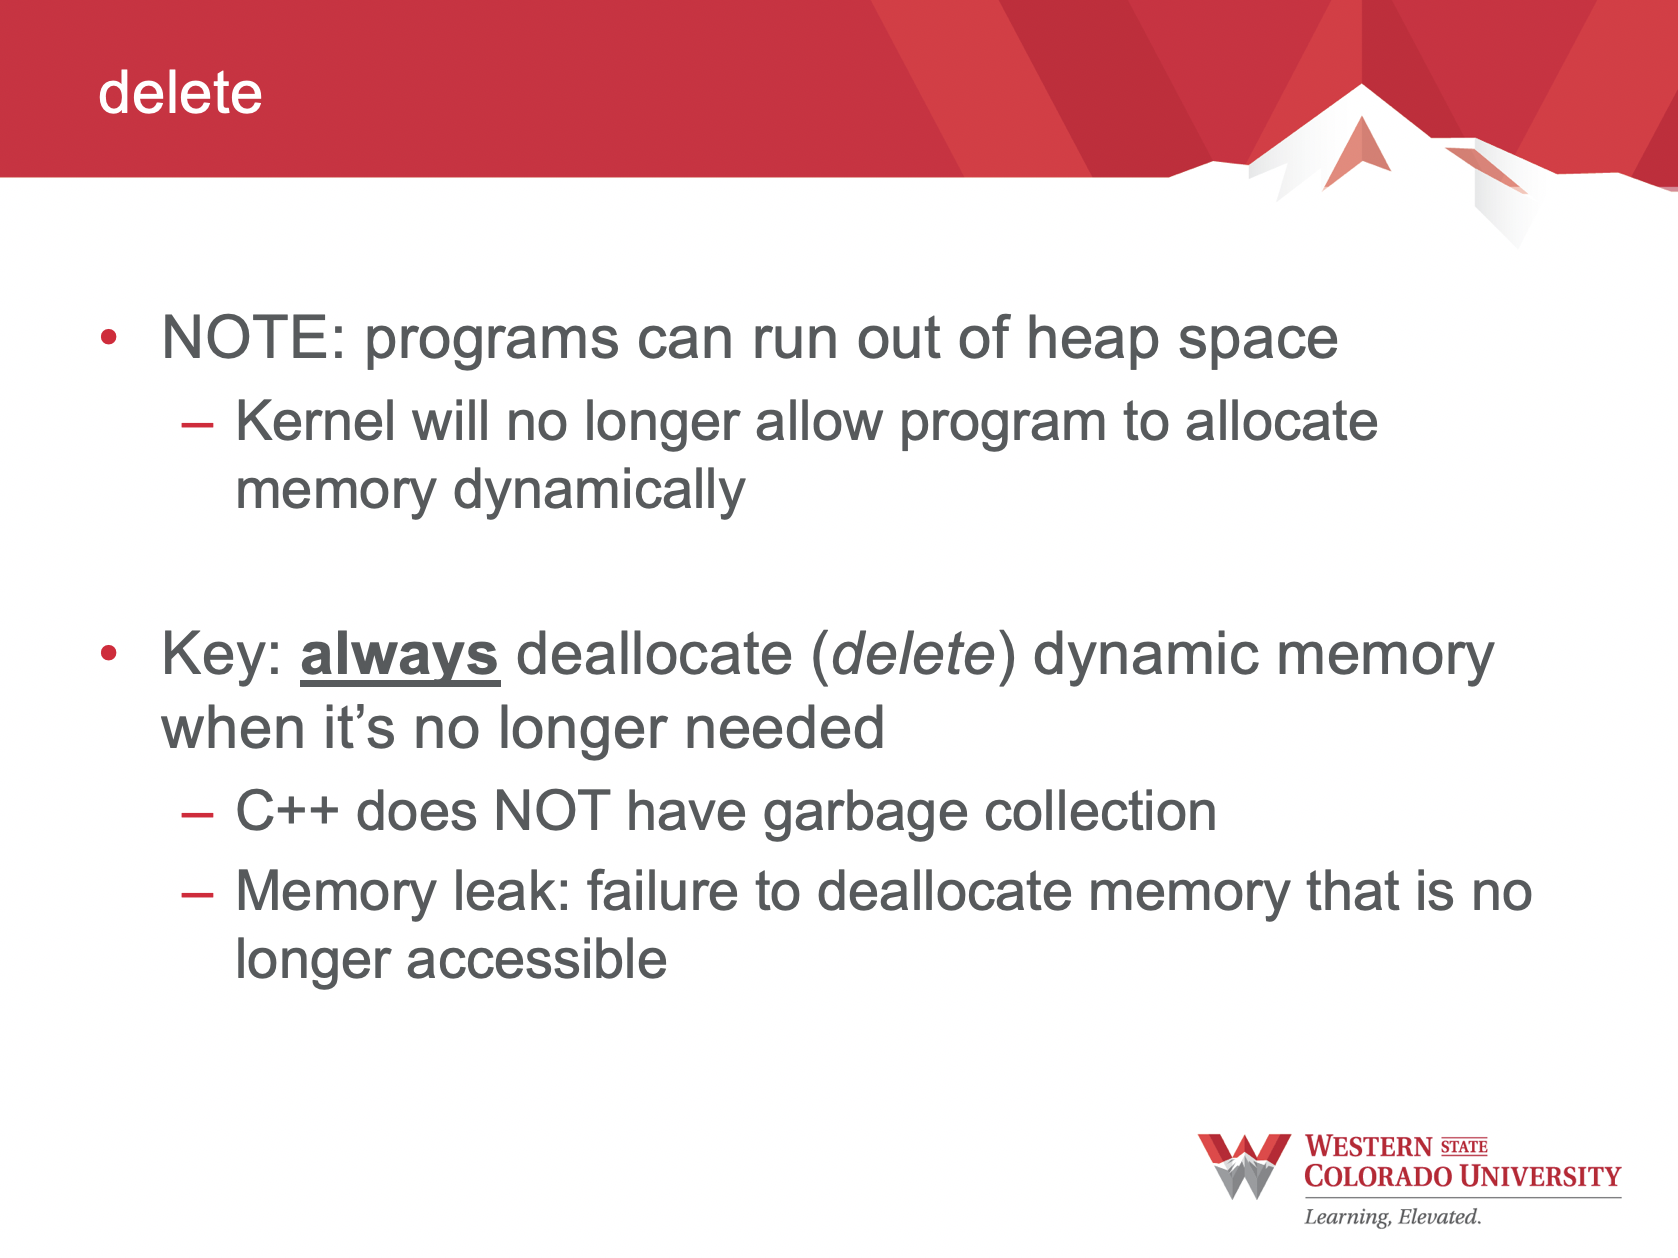 delete
• NOTE: programs can run out of heap space
– Kernel will no longer allow program to allocate
memory dynamically
• Key: always deallocate (delete) dynamic memory
when it’s no longer needed
– C++ does NOT have garbage collection
– Memory leak: failure to deallocate memory that is no
longer accessible
WESTERN STATE
COLORADO UNIVERSITY
Learning, Elevated.